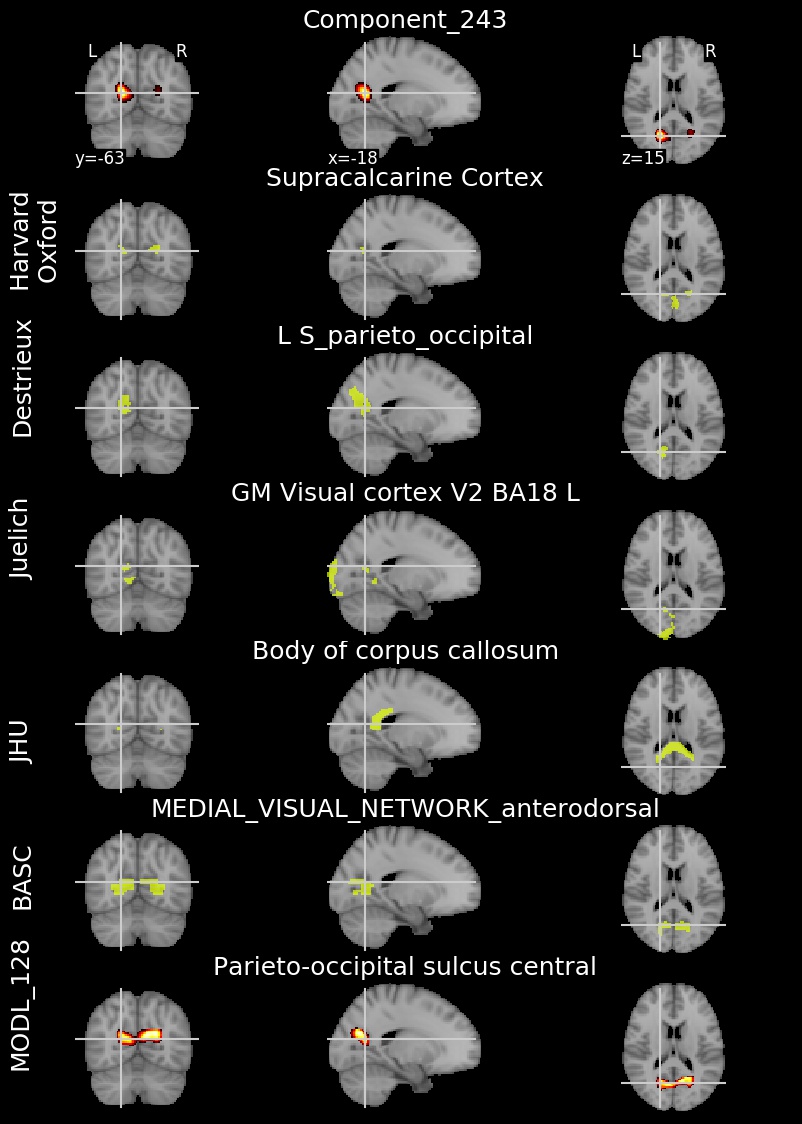 Component_243
L R
L R
y=-63
x=-18
z=15
Supracalcarine Cortex
Harvard
Oxford
L S_parieto_occipital
Destrieux
GM Visual cortex V2 BA18 L
Juelich
Body of corpus callosum
JHU
MEDIAL_VISUAL_NETWORK_anterodorsal
BASC
Parieto-occipital sulcus central
MODL_128